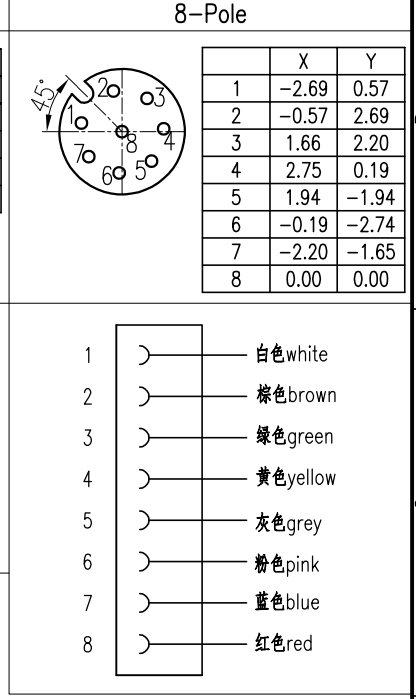 8-Pole
45°
1
2
3
4
5
6
7
8
X Y
1 -2.69 0.57
2 -0.57 2.69
3 1.66 2.20
4 2.75 0.19
5 1.94 -1.94
6 -0.19 -2.74
7 -2.20 -1.65
8 0.00 0.00
1 白色white
2 棕色brown
3 绿色green
4 黄色yellow
5 灰色grey
6 粉色pink
7 蓝色blue
8 红色red